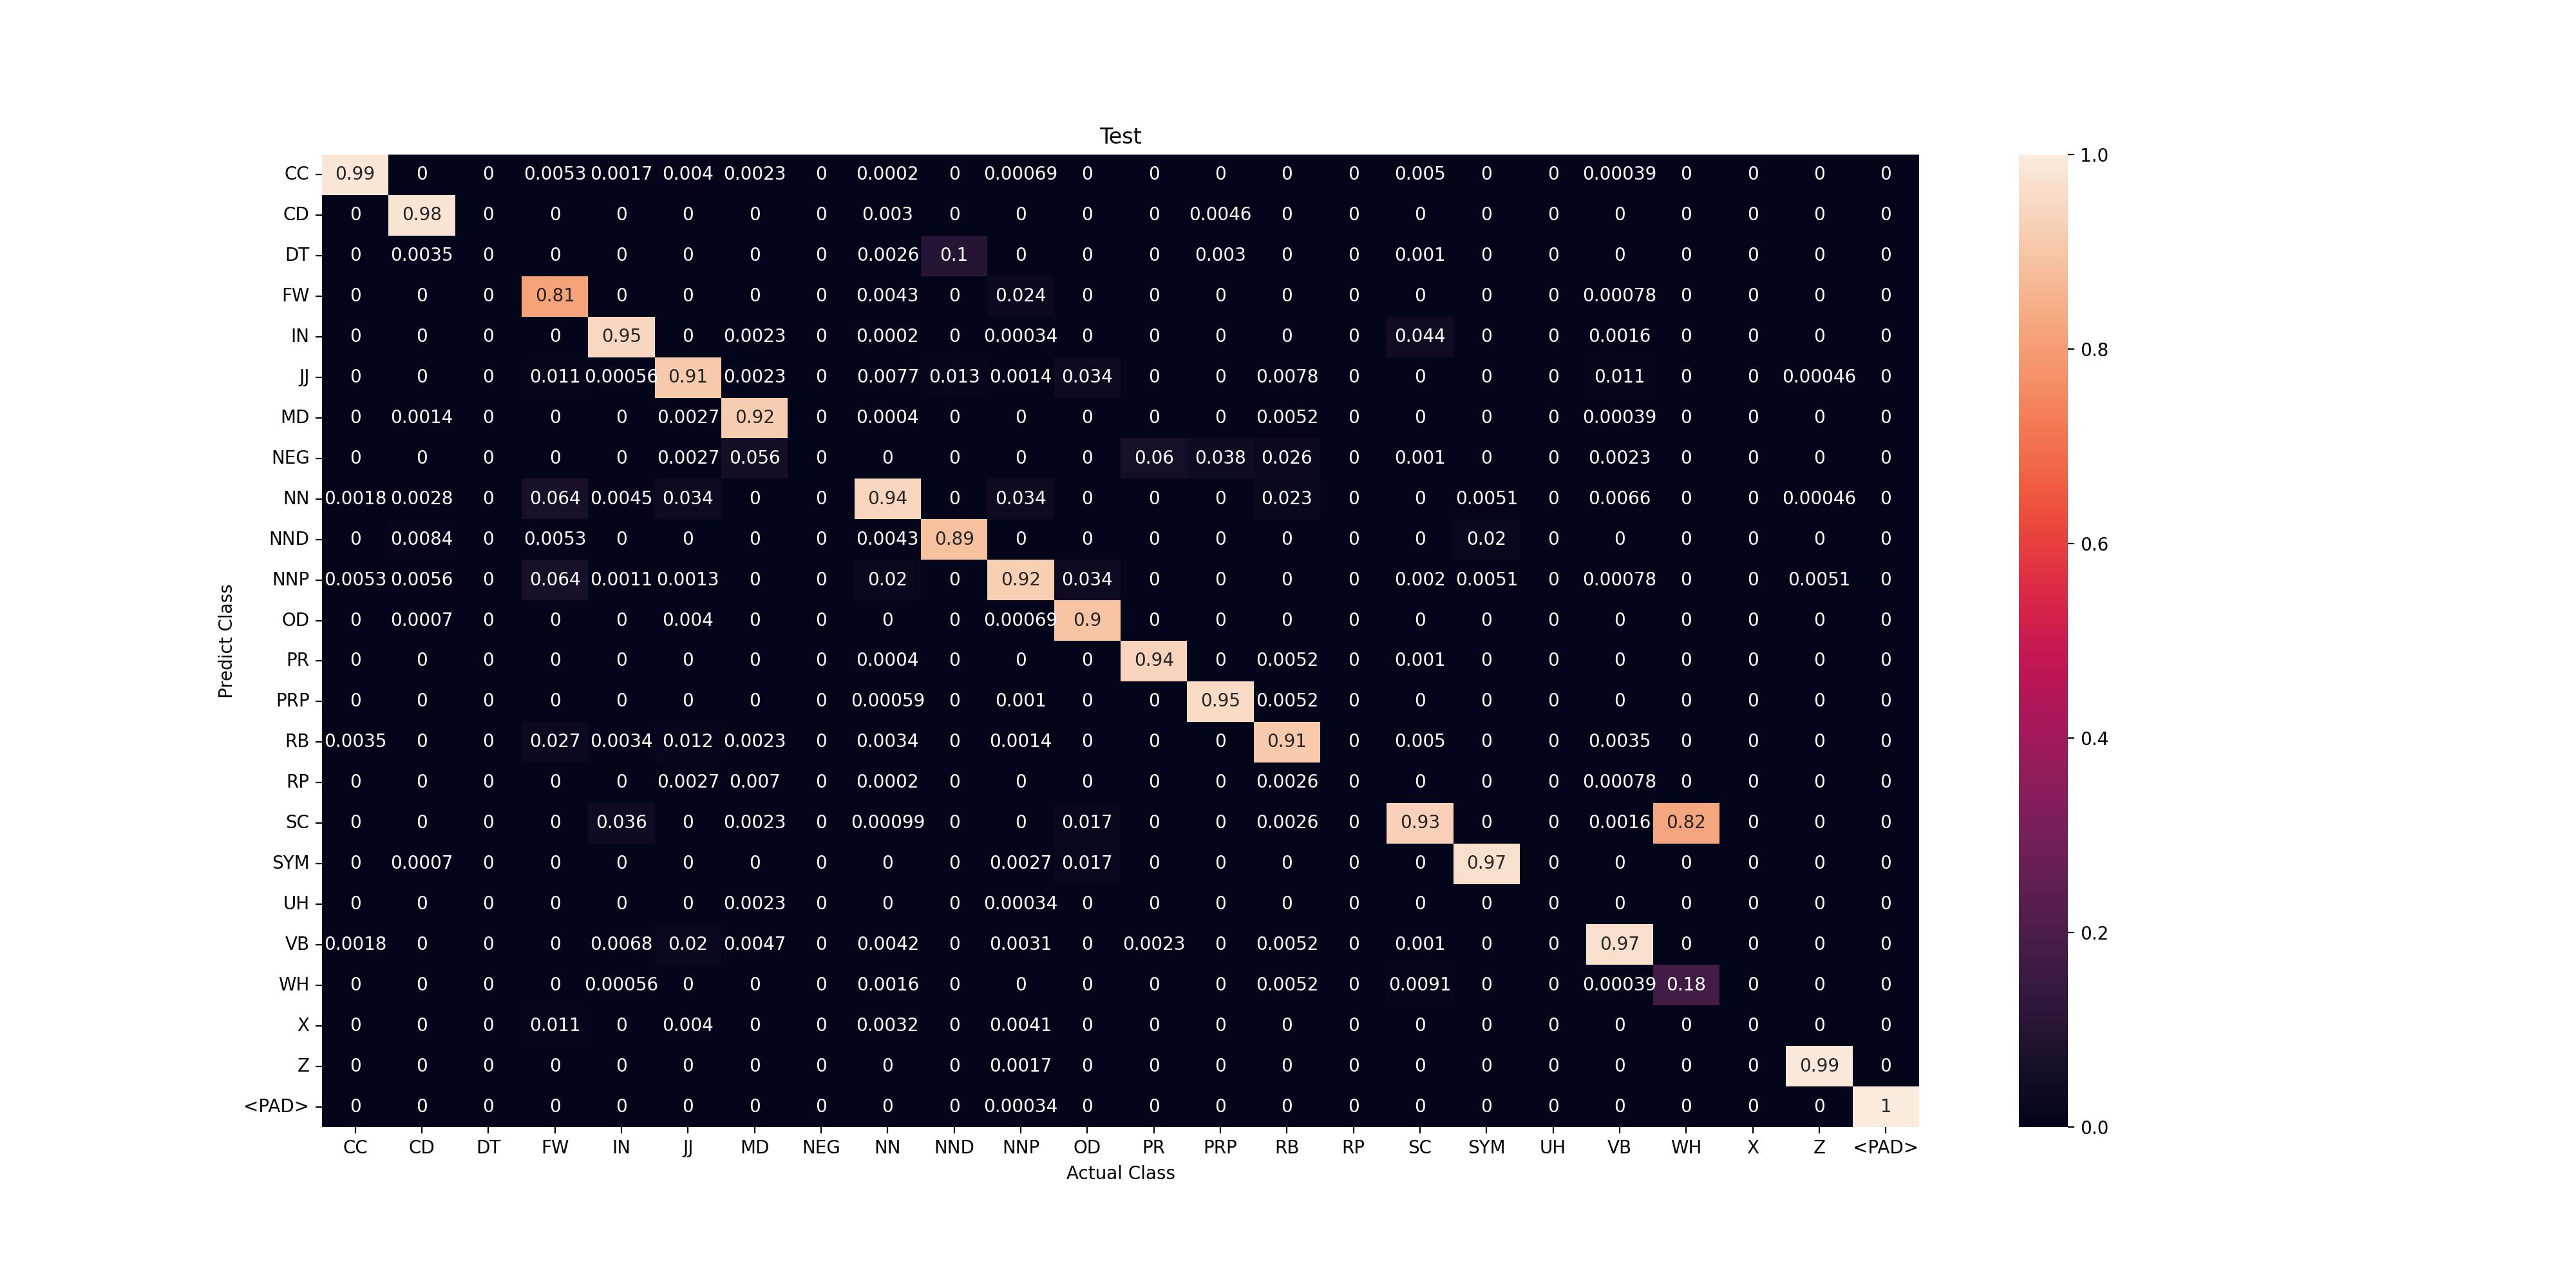 Test
CC 0.99 0 0 0.0053 0.0017 0.004 0.0023 0 0.0002 0 0.00069 0 0 0 0 0 0.005 0 0 0.00039 0 0 0 0 1.0
CD 0 0.98 0 0 0 0 0 0 0.003 0 0 0 0 0.0046 0 0 0 0 0 0 0 0 0 0
DT 0 0.0035 0 0 0 0 0 0 0.0026 0.1 0 0 0 0.003 0 0 0.001 0 0 0 0 0 0 0
FW 0 0 0 0.81 0 0 0 0 0.0043 0 0.024 0 0 0 0 0 0 0 0 0.00078 0 0 0 0
IN 0 0 0 0 0.95 0 0.0023 0 0.0002 0 0.00034 0 0 0 0 0 0.044 0 0 0.0016 0 0 0 0
JJ 0 0 0 0.011 0.00056 0.91 0.0023 0 0.0077 0.013 0.0014 0.034 0 0 0.0078 0 0 0 0 0.011 0 0 0.00046 0 0.8
MD 0 0.0014 0 0 0 0.0027 0.92 0 0.0004 0 0 0 0 0 0.0052 0 0 0 0 0.00039 0 0 0 0
NEG 0 0 0 0 0 0.0027 0.056 0 0 0 0 0 0.06 0.038 0.026 0 0.001 0 0 0.0023 0 0 0 0
NN 0.0018 0.0028 0 0.064 0.0045 0.034 0 0 0.94 0 0.034 0 0 0 0.023 0 0 0.0051 0 0.0066 0 0 0.00046 0
NND 0 0.0084 0 0.0053 0 0 0 0 0.0043 0.89 0 0 0 0 0 0 0 0.02 0 0 0 0 0 0 0.6
NNP 0.0053 0.0056 0 0.064 0.0011 0.0013 0 0 0.02 0 0.92 0.034 0 0 0 0 0.002 0.0051 0 0.00078 0 0 0.0051 0
OD 0 0.0007 0 0 0 0.004 0 0 0 0 0.00069 0.9 0 0 0 0 0 0 0 0 0 0 0 0
Predict Class
PR 0 0 0 0 0 0 0 0 0.0004 0 0 0 0.94 0 0.0052 0 0.001 0 0 0 0 0 0 0
PRP 0 0 0 0 0 0 0 0 0.00059 0 0.001 0 0 0.95 0.0052 0 0 0 0 0 0 0 0 0
RB 0.0035 0 0 0.027 0.0034 0.012 0.0023 0 0.0034 0 0.0014 0 0 0 0.91 0 0.005 0 0 0.0035 0 0 0 0 0.4
RP 0 0 0 0 0 0.0027 0.007 0 0.0002 0 0 0 0 0 0.0026 0 0 0 0 0.00078 0 0 0 0
SC 0 0 0 0 0.036 0 0.0023 0 0.00099 0 0 0.017 0 0 0.0026 0 0.93 0 0 0.0016 0.82 0 0 0
SYM 0 0.0007 0 0 0 0 0 0 0 0 0.0027 0.017 0 0 0 0 0 0.97 0 0 0 0 0 0
UH 0 0 0 0 0 0 0.0023 0 0 0 0.00034 0 0 0 0 0 0 0 0 0 0 0 0 0
VB 0.0018 0 0 0 0.0068 0.02 0.0047 0 0.0042 0 0.0031 0 0.0023 0 0.0052 0 0.001 0 0 0.97 0 0 0 0 0.2
WH 0 0 0 0 0.00056 0 0 0 0.0016 0 0 0 0 0 0.0052 0 0.0091 0 0 0.00039 0.18 0 0 0
X 0 0 0 0.011 0 0.004 0 0 0.0032 0 0.0041 0 0 0 0 0 0 0 0 0 0 0 0 0
Z 0 0 0 0 0 0 0 0 0 0 0.0017 0 0 0 0 0 0 0 0 0 0 0 0.99 0
<PAD> 0 0 0 0 0 0 0 0 0 0 0.00034 0 0 0 0 0 0 0 0 0 0 0 0 1 0.0
CC CD DT FW IN JJ MD NEG NN NND NNP OD PR PRP RB RP SC SYM UH VB WH X Z <PAD>
Actual Class